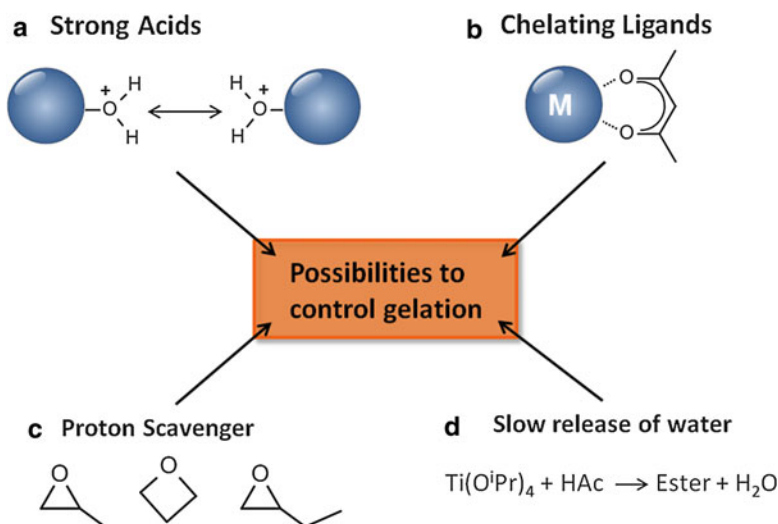 a Strong Acids
b Chelating Ligands
H
+
O
H
H
+
O
H
M
O
O
Possibilities to
control gelation
c Proton Scavenger
d Slow release of water
O
O
O
Ti(OⁱPr)₄ + HAc → Ester + H₂O